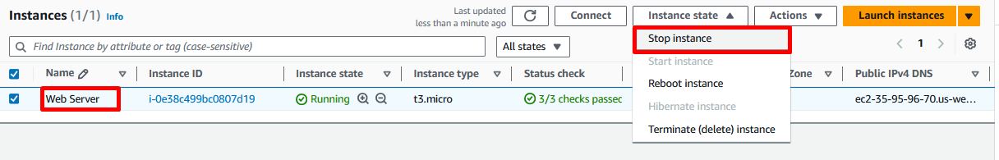 Instances (1/1) Info
Last updated
less than a minute ago
Connect
Instance state
Actions
Launch instances
Find Instance by attribute or tag (case-sensitive)
All states
1
Stop instance
Start instance
Reboot instance
Hibernate instance
Terminate (delete) instance
Name Instance ID Instance state Instance type Status check Zone Public IPv4 DNS
Web Server i-0e38c499bc0807d19 Running t3.micro 3/3 checks passed ec2-35-95-96-70.us-we...